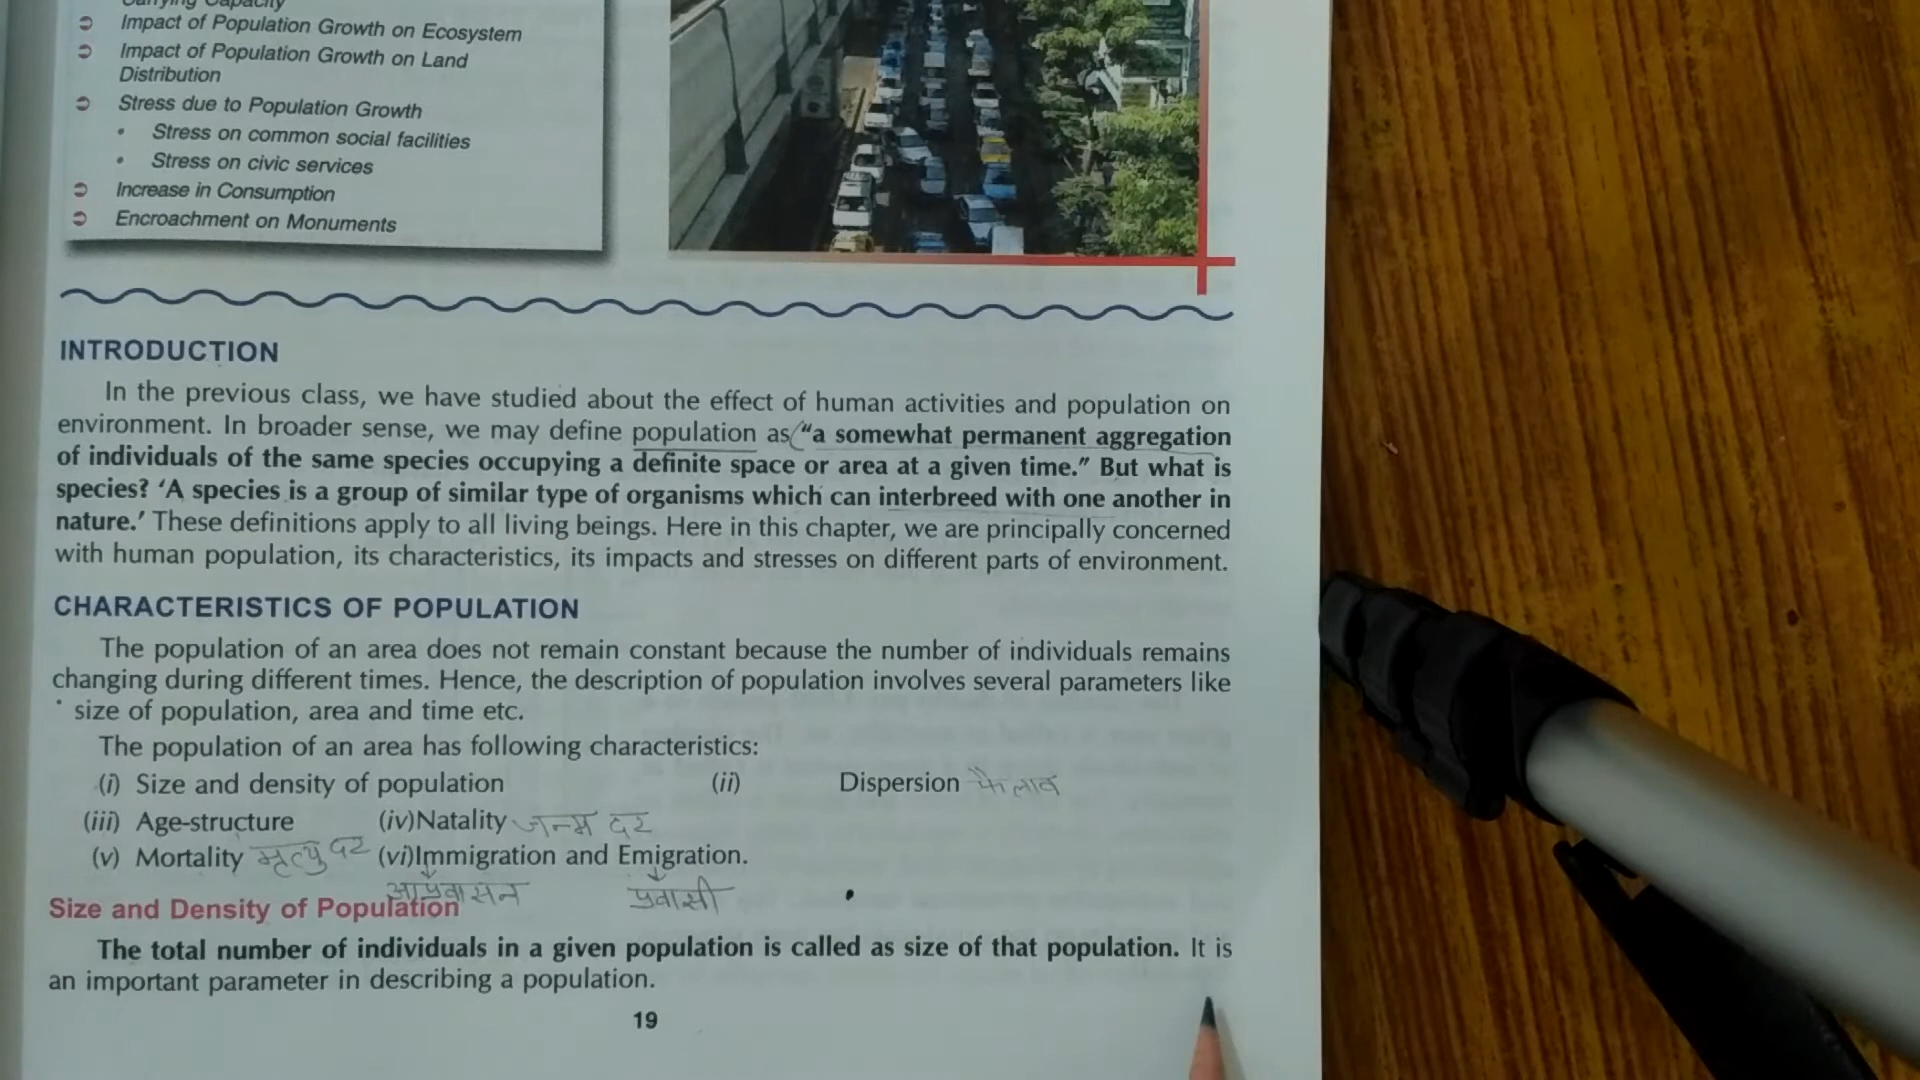 Carrying Capacity
Impact of Population Growth on Ecosystem
Impact of Population Growth on Land
Distribution
Stress due to Population Growth
• Stress on common social facilities
• Stress on civic services
Increase in Consumption
Encroachment on Monuments
INTRODUCTION
In the previous class, we have studied about the effect of human activities and population on
environment. In broader sense, we may define population as “a somewhat permanent aggregation
of individuals of the same species occupying a definite space or area at a given time.” But what is
species? ‘A species is a group of similar type of organisms which can interbreed with one another in
nature.’ These definitions apply to all living beings. Here in this chapter, we are principally concerned
with human population, its characteristics, its impacts and stresses on different parts of environment.
CHARACTERISTICS OF POPULATION
The population of an area does not remain constant because the number of individuals remains
changing during different times. Hence, the description of population involves several parameters like
size of population, area and time etc.
The population of an area has following characteristics:
(i) Size and density of population (ii) Dispersion फैलाव
(iii) Age-structure (iv)Natality जन्म दर
(v) Mortality मृत्यु दर (vi)Immigration and Emigration.
आप्रवासन प्रवासी
Size and Density of Population
The total number of individuals in a given population is called as size of that population. It is
an important parameter in describing a population.
19